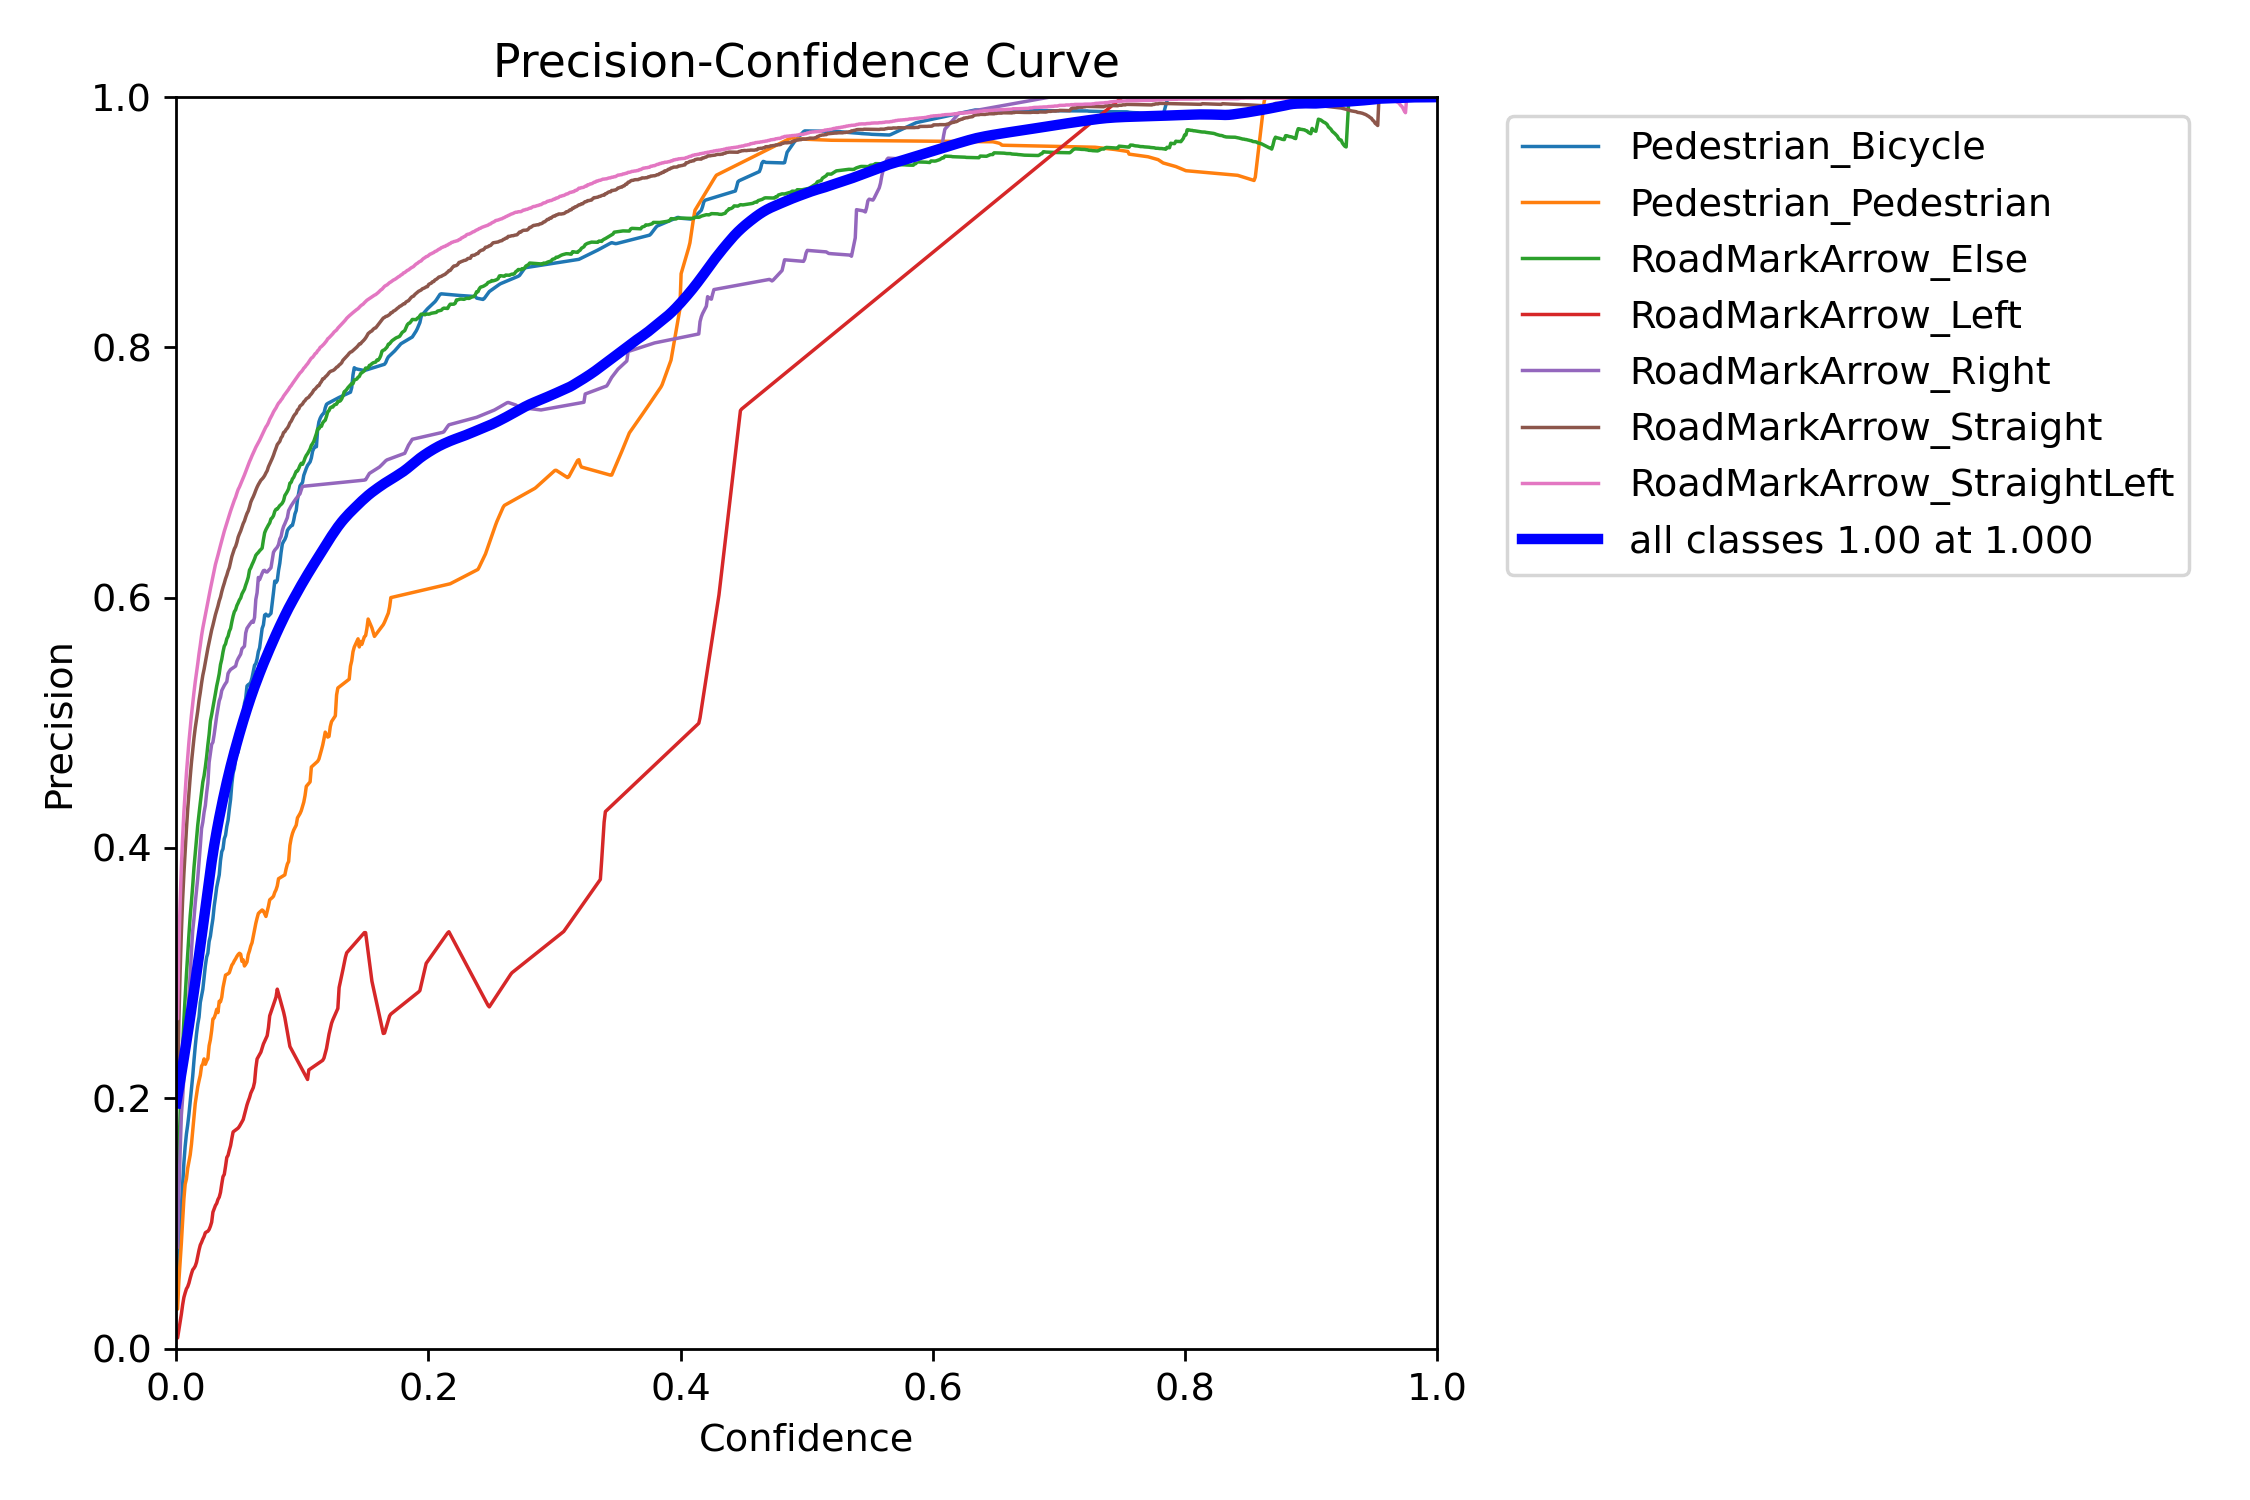 Precision-Confidence Curve
1.0
0.8
0.6
0.4
0.2
0.0
Precision
0.0 0.2 0.4 0.6 0.8 1.0
Confidence
Pedestrian_Bicycle
Pedestrian_Pedestrian
RoadMarkArrow_Else
RoadMarkArrow_Left
RoadMarkArrow_Right
RoadMarkArrow_Straight
RoadMarkArrow_StraightLeft
all classes 1.00 at 1.000